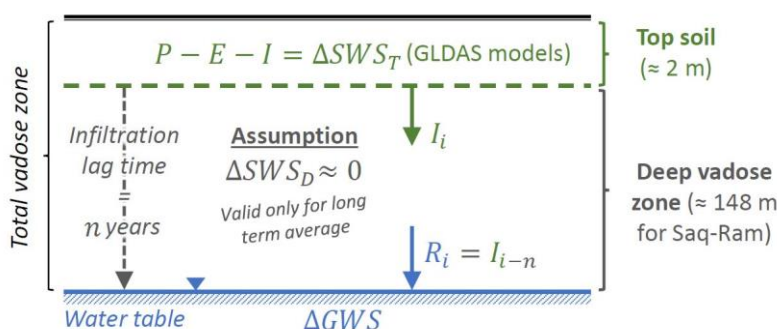 Total vadose zone
P − E − I = ΔSWS_T (GLDAS models)
Top soil
(≈ 2 m)
Infiltration
lag time
=
n years
Assumption
ΔSWS_D ≈ 0
Valid only for long
term average
I_i
R_i = I_{i−n}
Deep vadose
zone (≈ 148 m
for Saq-Ram)
Water table
ΔGWS